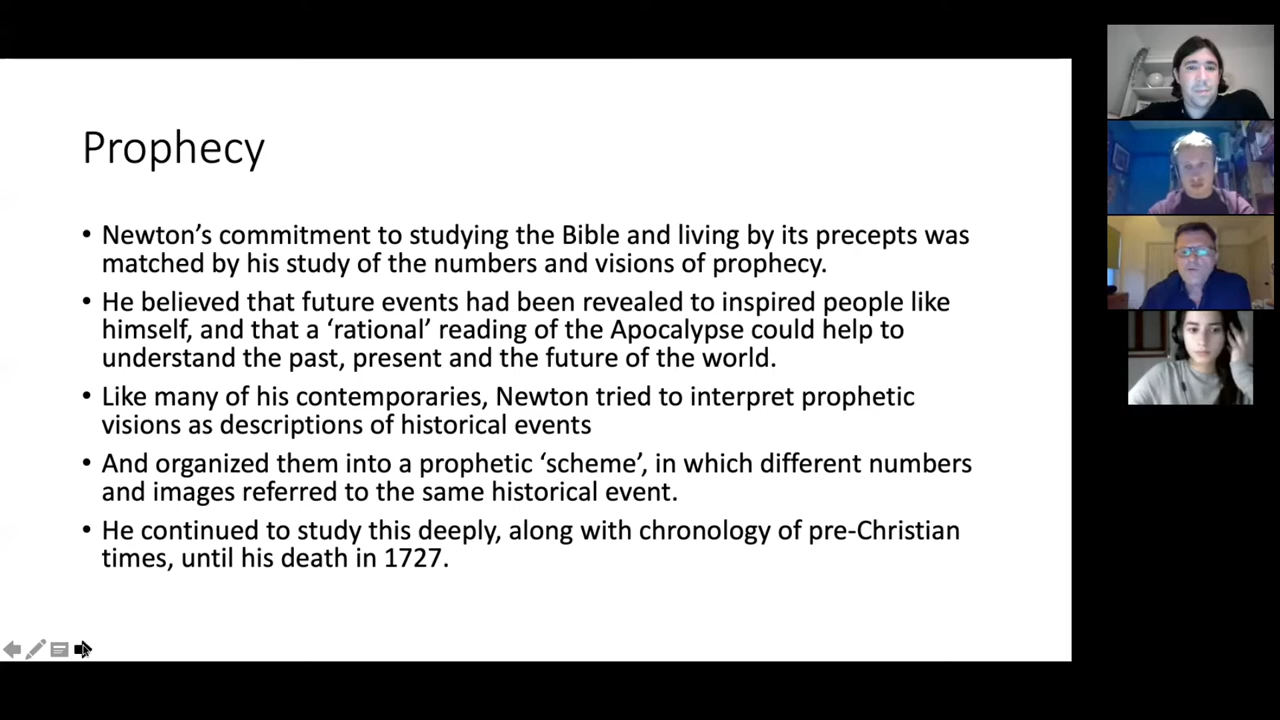 Prophecy
• Newton’s commitment to studying the Bible and living by its precepts was
matched by his study of the numbers and visions of prophecy.
• He believed that future events had been revealed to inspired people like
himself, and that a ‘rational’ reading of the Apocalypse could help to
understand the past, present and the future of the world.
• Like many of his contemporaries, Newton tried to interpret prophetic
visions as descriptions of historical events
• And organized them into a prophetic ‘scheme’, in which different numbers
and images referred to the same historical event.
• He continued to study this deeply, along with chronology of pre-Christian
times, until his death in 1727.